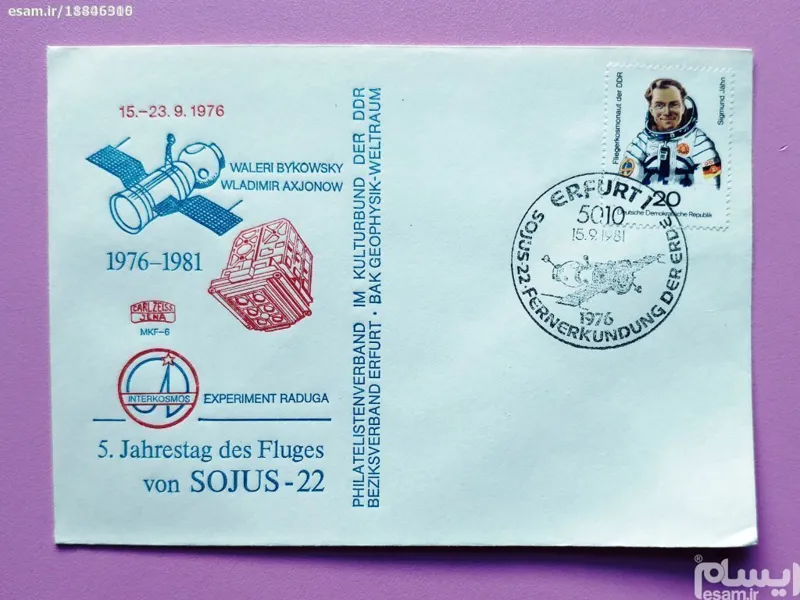 esam.ir/
15.-23.9.1976
WALERI BYKOWSKY
WLADIMIR AXJONOW
1976-1981
CARL ZEISS
JENA
MKF-6
INTERKOSMOS
EXPERIMENT RADUGA
5. Jahrestag des Fluges
von SOJUS-22
PHILATELISTENVERBAND IM KULTURBUND DER DDR
BEZIKSVERBAND ERFURT · BAK GEOPHYSIK-WELTRAUM
Fliegerkosmonaut der DDR
Sigmund Jähn
20
Deutsche Demokratische Republik
ERFURT 1
5010
15.9.1981
1976
SOJUS-22-FERNERKUNDUNG DER ERDE
ایسام
esam.ir